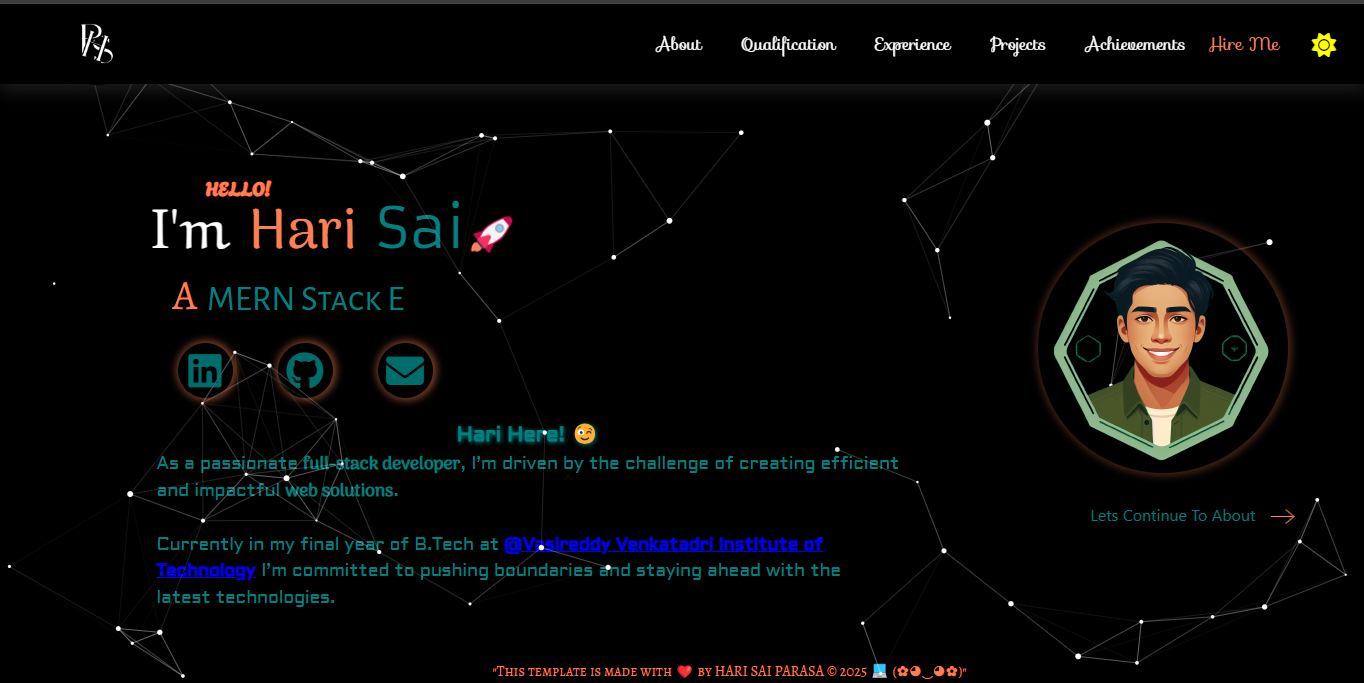 About Qualification Experience Projects Achievements Hire Me
HELLO!
I'm Hari Sai🚀
A MERN Stack E
Hari Here! 😉
As a passionate full-stack developer, I'm driven by the challenge of creating efficient
and impactful web solutions.
Currently in my final year of B.Tech at @Vasireddy Venkatadri Institute of
Technology I'm committed to pushing boundaries and staying ahead with the
latest technologies.
Lets Continue To About →
"This template is made with ❤️ by HARI SAI PARASA © 2025 (✿◕‿◕✿)"